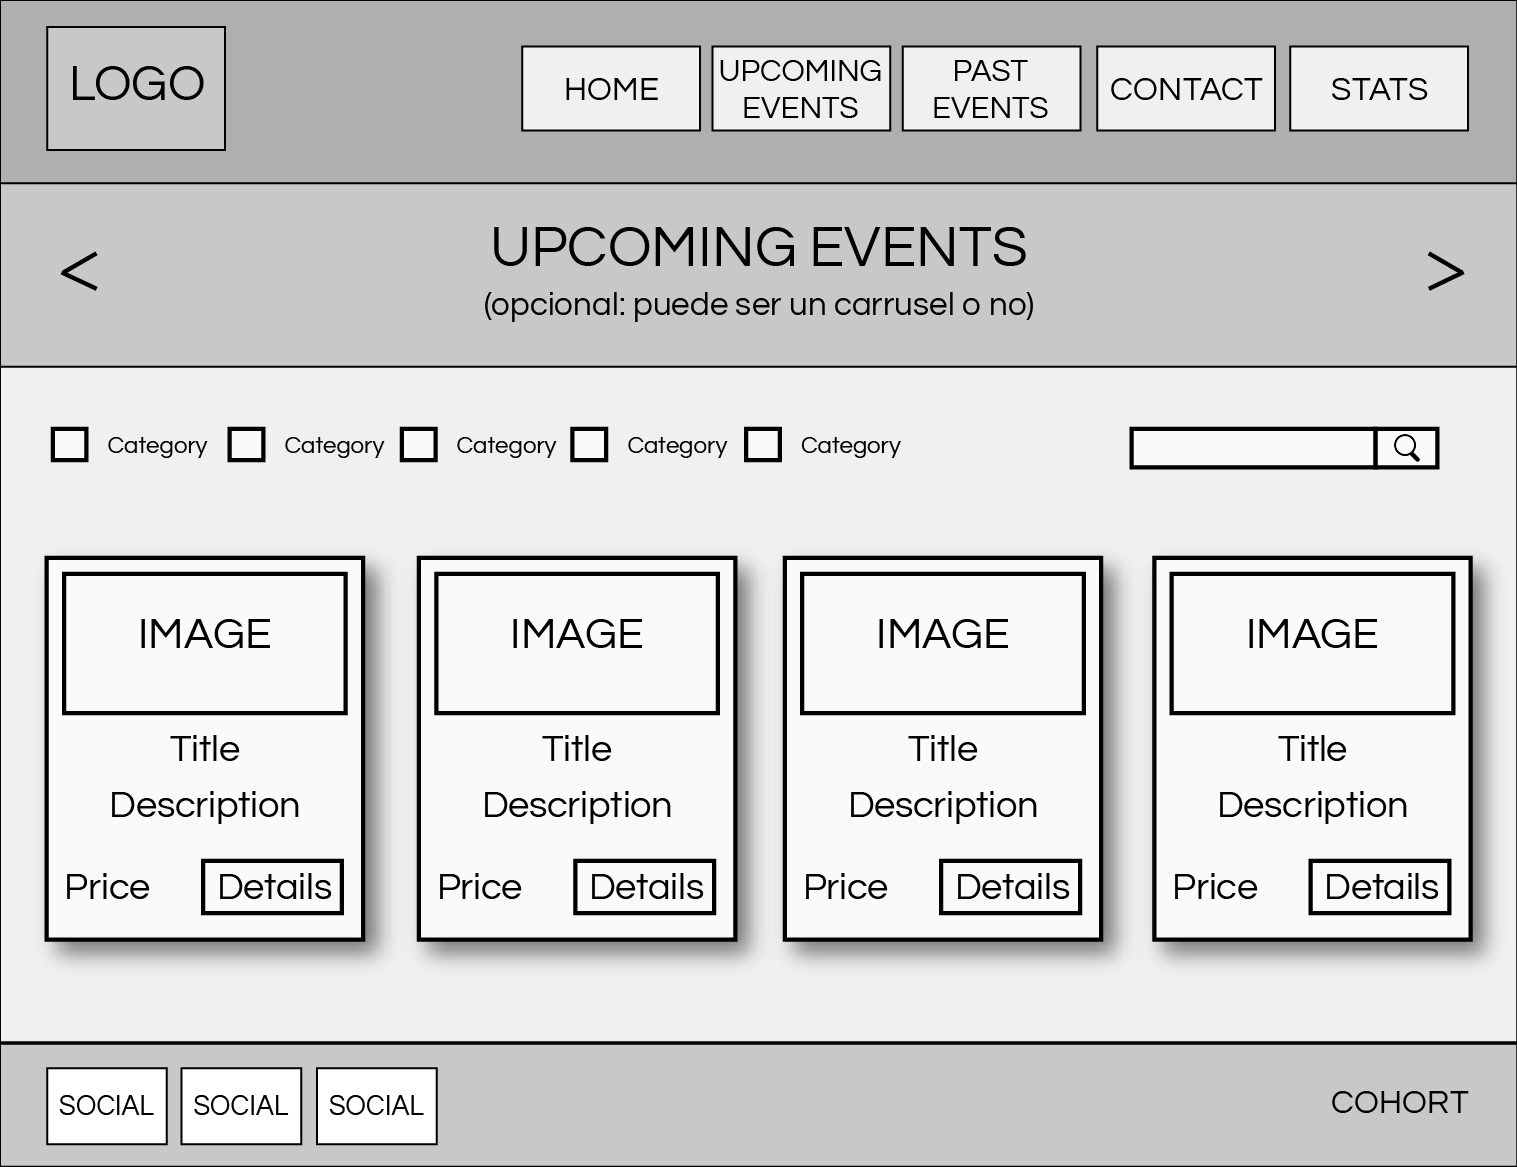 LOGO
HOME
UPCOMING
EVENTS
PAST
EVENTS
CONTACT
STATS
<
UPCOMING EVENTS
(opcional: puede ser un carrusel o no)
>
Category
Category
Category
Category
Category
IMAGE
Title
Description
Price
Details
IMAGE
Title
Description
Price
Details
IMAGE
Title
Description
Price
Details
IMAGE
Title
Description
Price
Details
SOCIAL
SOCIAL
SOCIAL
COHORT